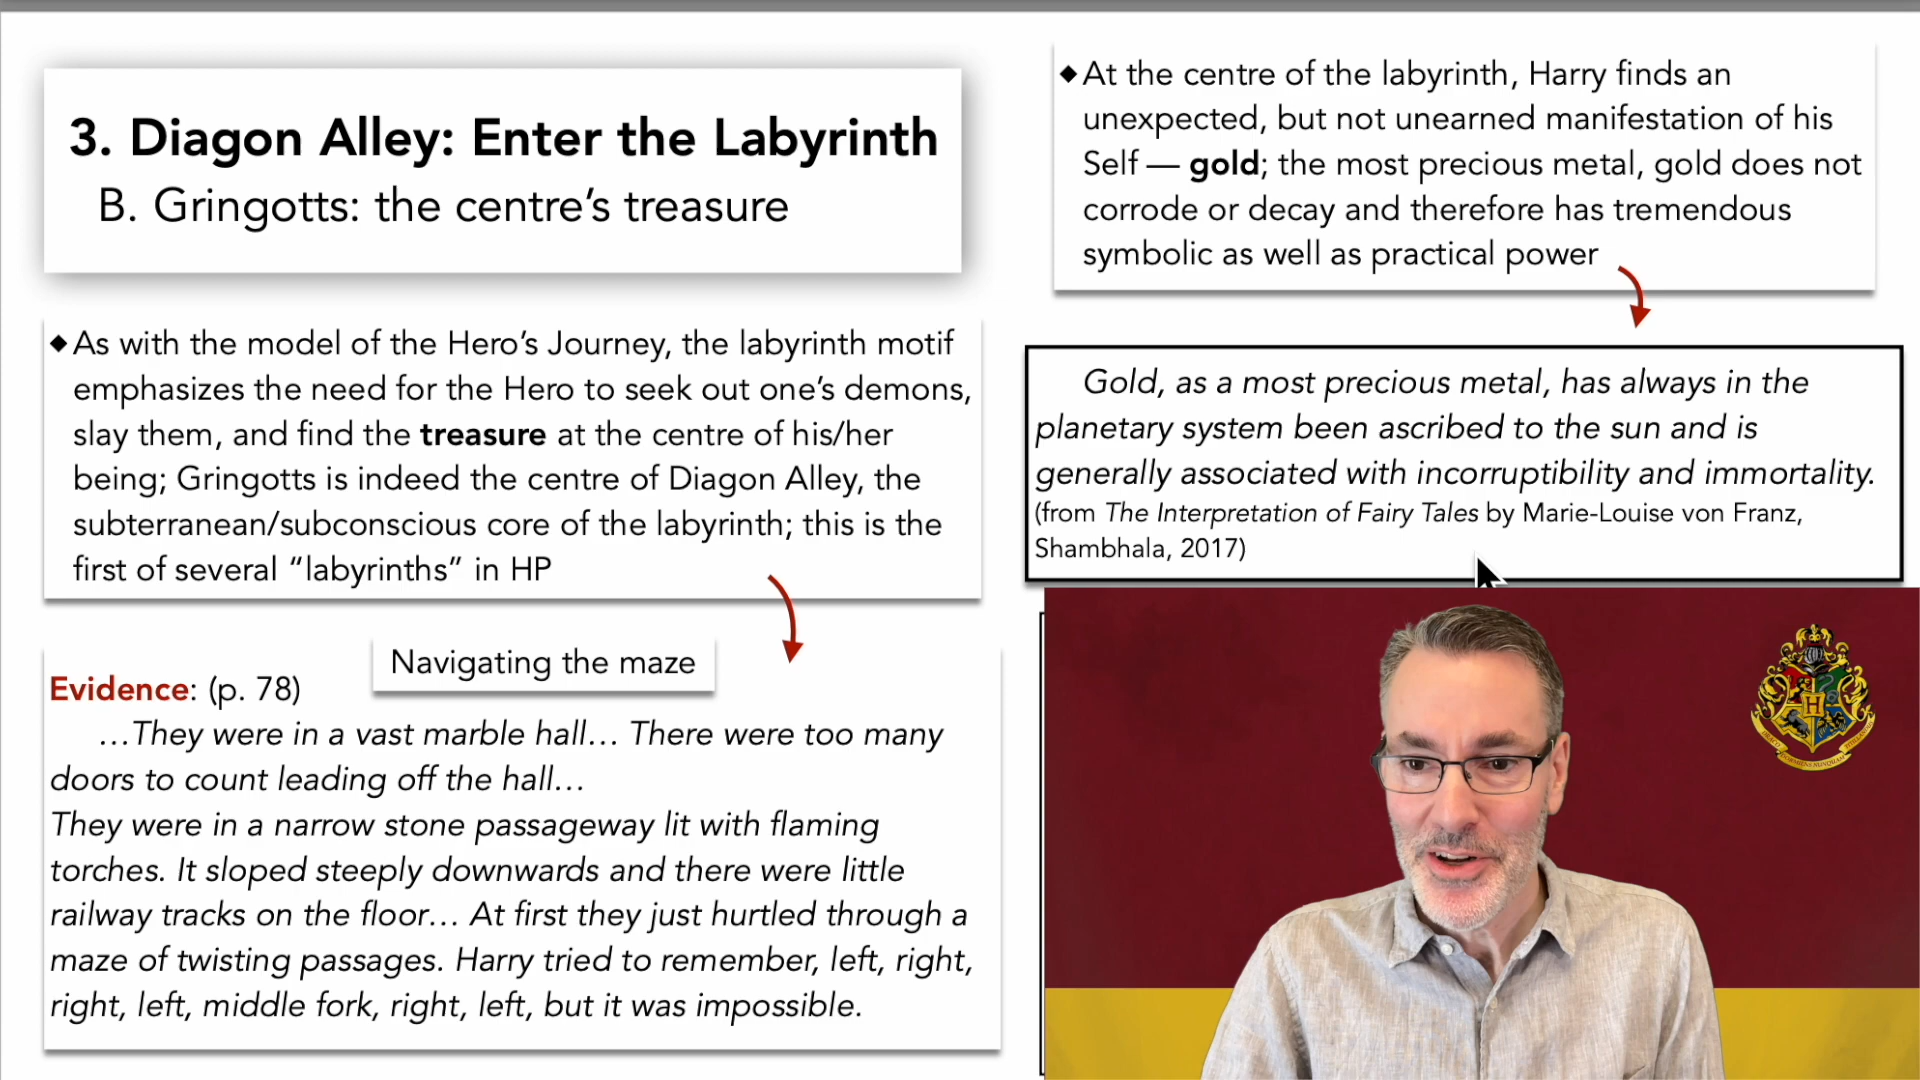 3. Diagon Alley: Enter the Labyrinth
B. Gringotts: the centre's treasure
◆As with the model of the Hero's Journey, the labyrinth motif
emphasizes the need for the Hero to seek out one's demons,
slay them, and find the treasure at the centre of his/her
being; Gringotts is indeed the centre of Diagon Alley, the
subterranean/subconscious core of the labyrinth; this is the
first of several “labyrinths” in HP
Navigating the maze
Evidence: (p. 78)
…They were in a vast marble hall… There were too many
doors to count leading off the hall…
They were in a narrow stone passageway lit with flaming
torches. It sloped steeply downwards and there were little
railway tracks on the floor… At first they just hurtled through a
maze of twisting passages. Harry tried to remember, left, right,
right, left, middle fork, right, left, but it was impossible.
◆At the centre of the labyrinth, Harry finds an
unexpected, but not unearned manifestation of his
Self — gold; the most precious metal, gold does not
corrode or decay and therefore has tremendous
symbolic as well as practical power
Gold, as a most precious metal, has always in the
planetary system been ascribed to the sun and is
generally associated with incorruptibility and immortality.
(from The Interpretation of Fairy Tales by Marie-Louise von Franz,
Shambhala, 2017)
H